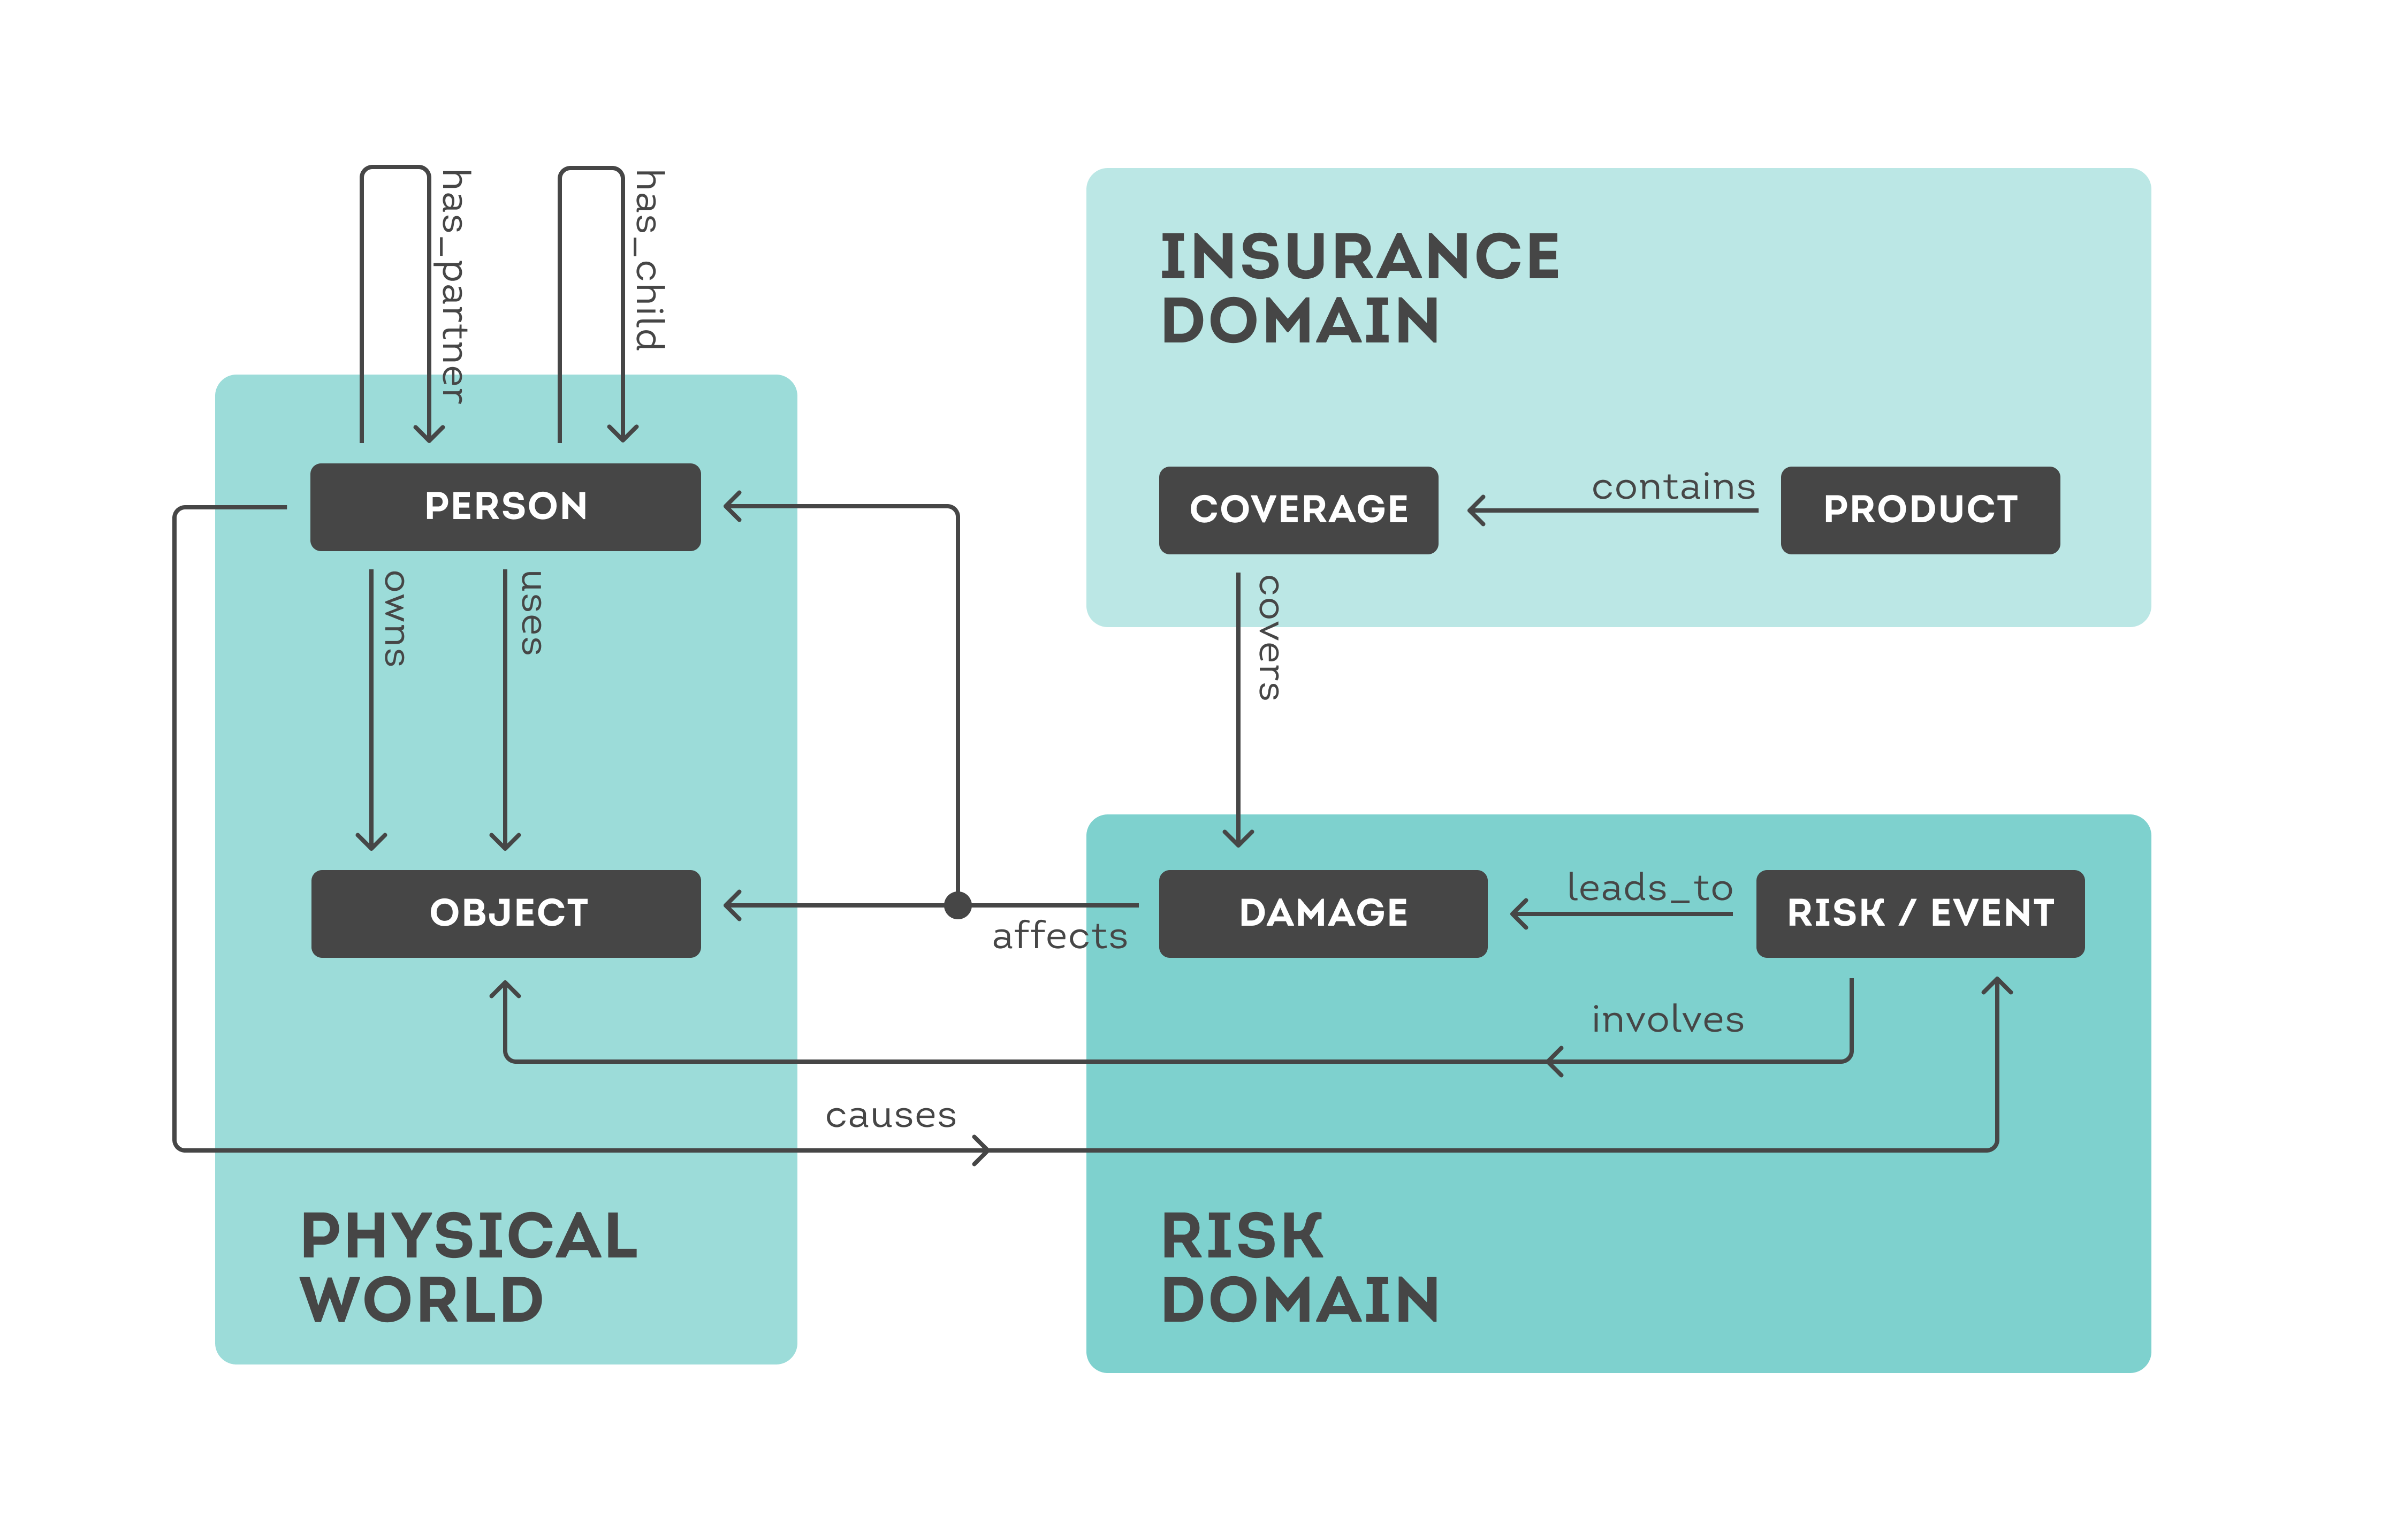 has_partner
has_child
INSURANCE
DOMAIN
PERSON
COVERAGE
contains
PRODUCT
owns
uses
covers
OBJECT
affects
DAMAGE
leads_to
RISK / EVENT
involves
causes
PHYSICAL
WORLD
RISK
DOMAIN